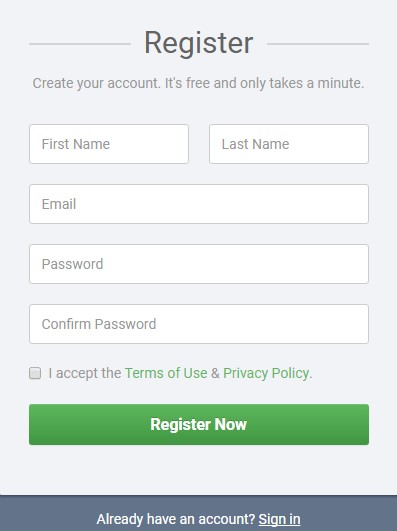 Register
Create your account. It's free and only takes a minute.
First Name
Last Name
Email
Password
Confirm Password
I accept the Terms of Use & Privacy Policy.
Register Now
Already have an account? Sign in